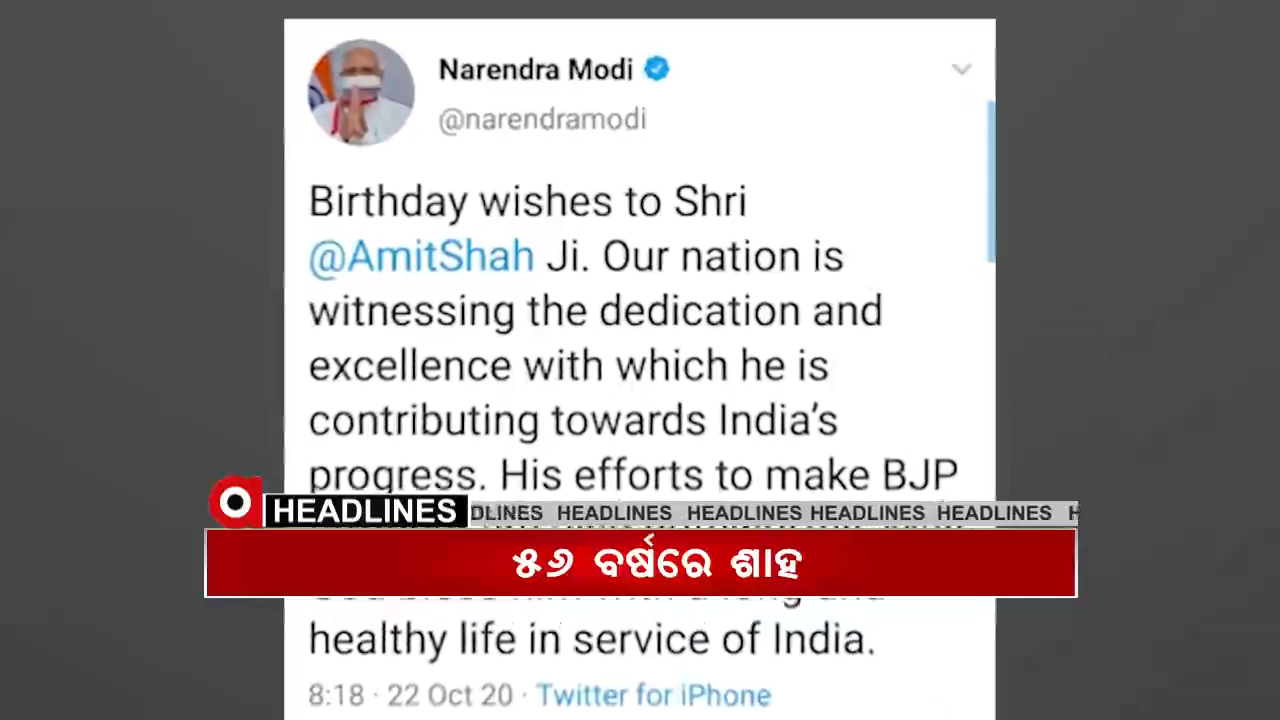 Narendra Modi
@narendramodi
Birthday wishes to Shri
@AmitShah Ji. Our nation is
witnessing the dedication and
excellence with which he is
contributing towards India's
progress. His efforts to make BJP
HEADLINES
DLINES HEADLINES HEADLINES HEADLINES HEADLINES H
୫୬ ବର୍ଷରେ ଶାହ
healthy life in service of India.
8:18 · 22 Oct 20 · Twitter for iPhone